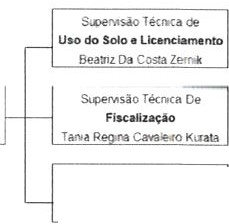 Supervisão Técnica de
Uso do Solo e Licenciamento
Beatriz Da Costa Zernik
Supervisão Técnica De
Fiscalização
Tania Regina Cavaleiro Kurata